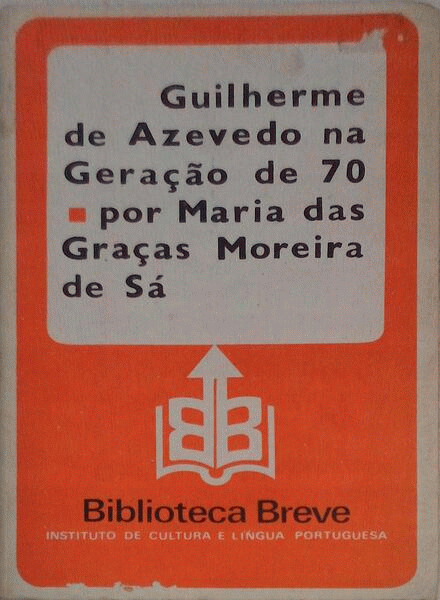 Guilherme
de Azevedo na
Geração de 70
por Maria das
Graças Moreira
de Sá
BB
Biblioteca Breve
INSTITUTO DE CULTURA E LÍNGUA PORTUGUESA